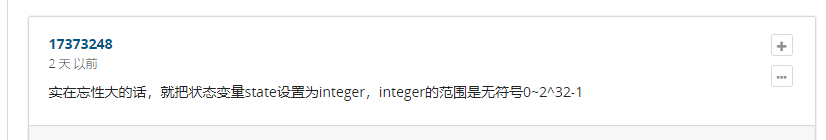 17373248
2 天 以前
实在忘性大的话，就把状态变量state设置为integer，integer的范围是无符号0~2^32-1